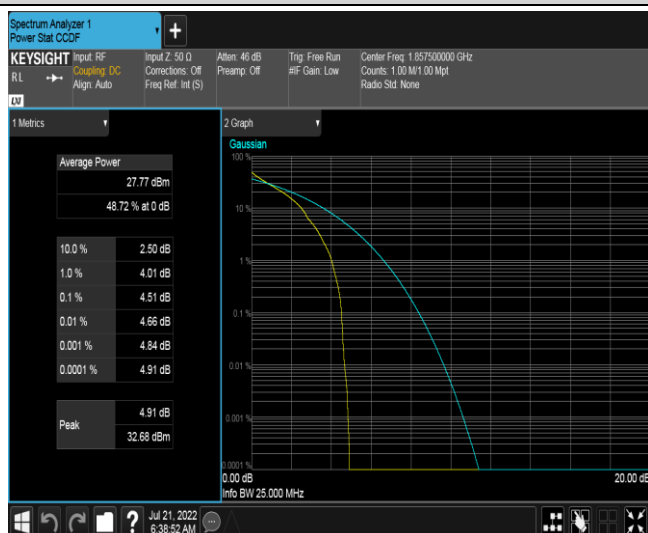 Spectrum Analyzer 1
Power Stat CCDF
+
KEYSIGHT
RL
LXI
Input: RF
Coupling: DC
Align: Auto
Input Z: 50 Ω
Corrections: Off
Freq Ref: Int (S)
Atten: 46 dB
Preamp: Off
Trig: Free Run
#IF Gain: Low
Center Freq: 1.857500000 GHz
Counts: 1.00 M/1.00 Mpt
Radio Std: None
1 Metrics
Average Power
27.77 dBm
48.72 % at 0 dB
10.0 % 2.50 dB
1.0 % 4.01 dB
0.1 % 4.51 dB
0.01 % 4.66 dB
0.001 % 4.84 dB
0.0001 % 4.91 dB
Peak
4.91 dB
32.68 dBm
2 Graph
Gaussian
100 %
10 %
1 %
0.1 %
0.01 %
0.001 %
0.0001 %
0.00 dB
20.00 dB
Info BW 25.000 MHz
?
Jul 21, 2022
6:38:52 AM